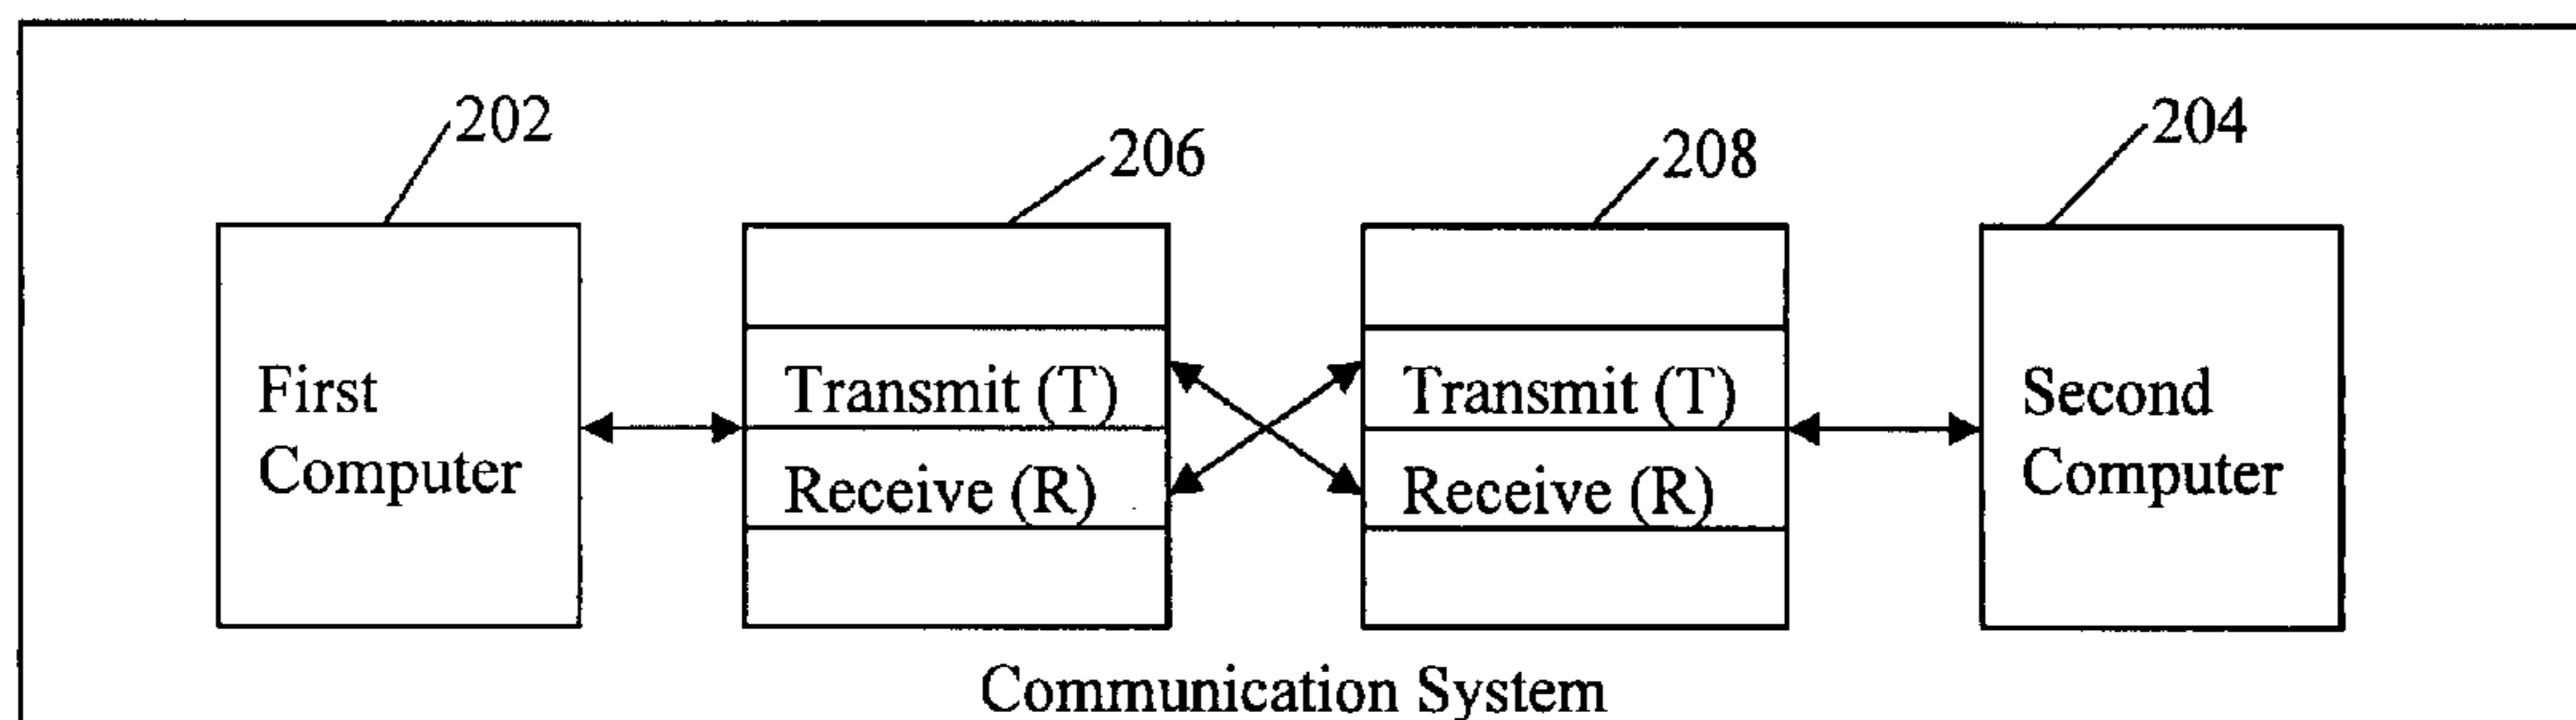 202
206
208
204
First
Computer
Transmit (T)
Receive (R)
Transmit (T)
Receive (R)
Second
Computer
Communication System